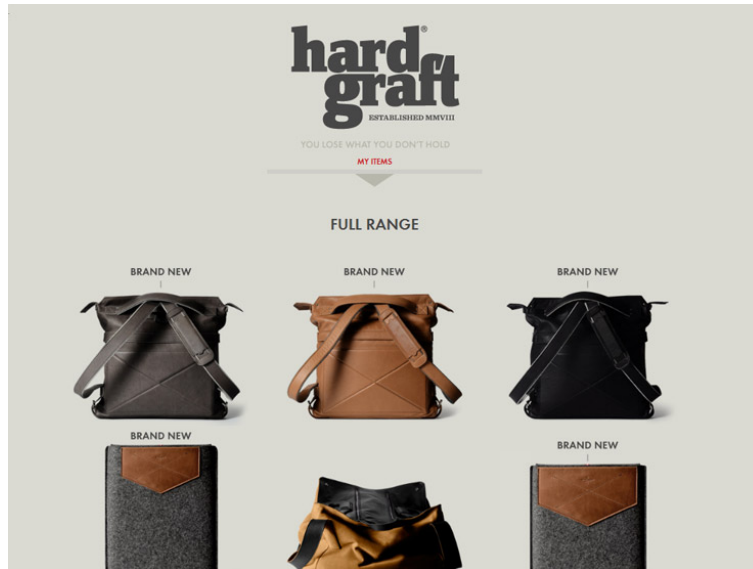 hard
graft®
ESTABLISHED MMVIII
YOU LOSE WHAT YOU DON'T HOLD
MY ITEMS
FULL RANGE
BRAND NEW
BRAND NEW
BRAND NEW
BRAND NEW
BRAND NEW